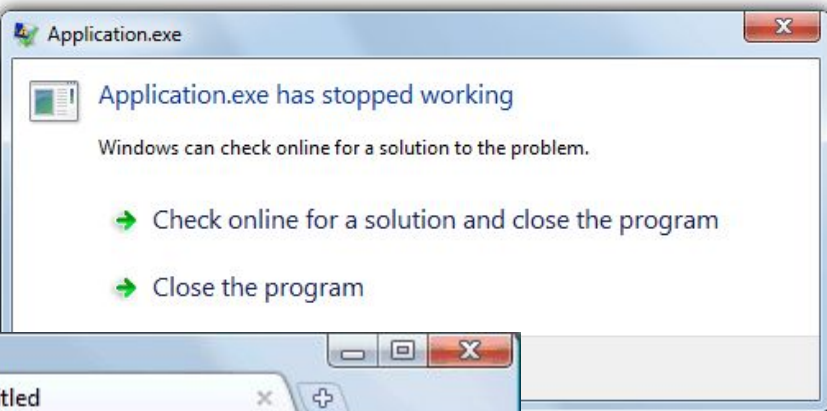 Application.exe
Application.exe has stopped working
Windows can check online for a solution to the problem.
Check online for a solution and close the program
Close the program
tled